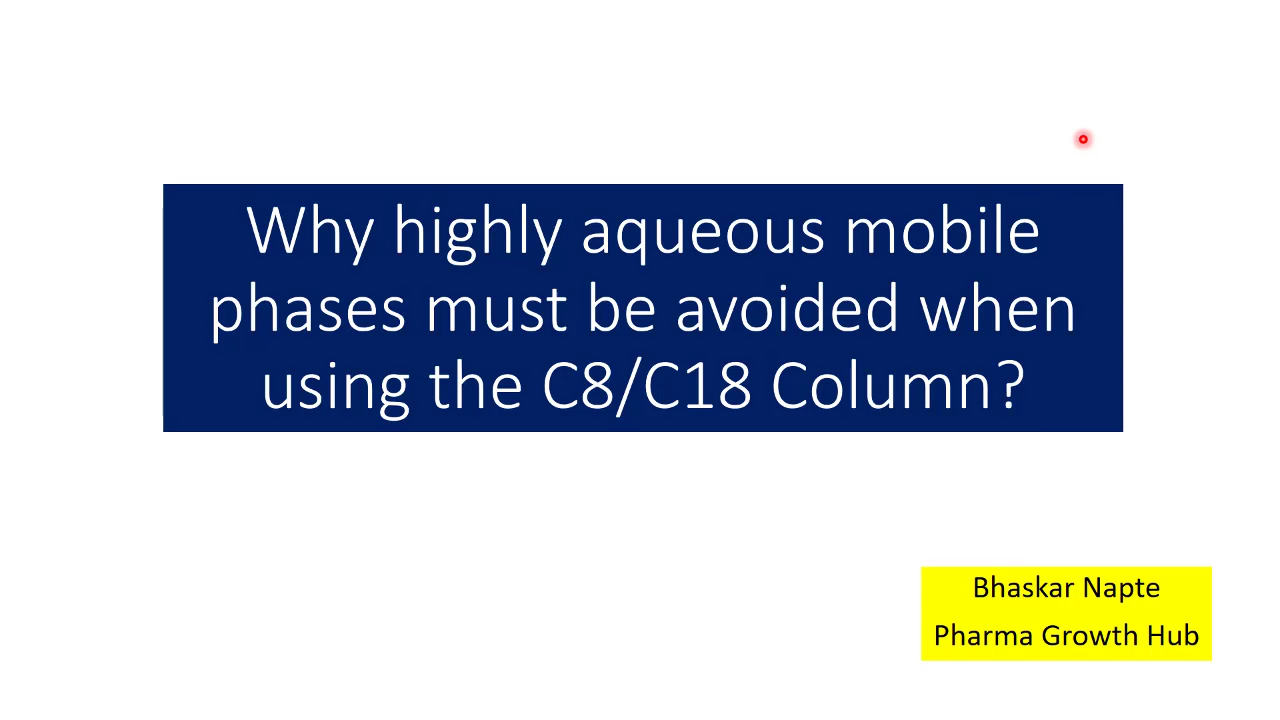 Why highly aqueous mobile
phases must be avoided when
using the C8/C18 Column?
Bhaskar Napte
Pharma Growth Hub